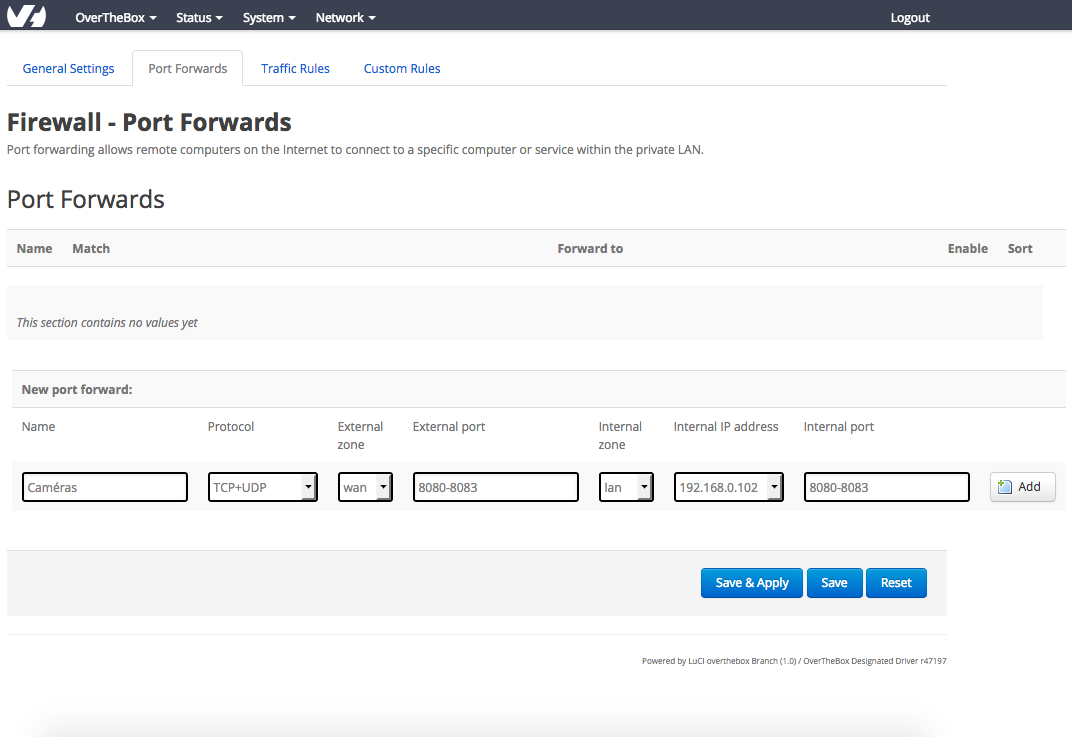 OverTheBox Status System Network Logout
General Settings Port Forwards Traffic Rules Custom Rules
Firewall - Port Forwards
Port forwarding allows remote computers on the Internet to connect to a specific computer or service within the private LAN.
Port Forwards
Name Match Forward to Enable Sort
This section contains no values yet
New port forward:
Name Protocol External zone External port Internal zone Internal IP address Internal port
Caméras TCP+UDP wan 8080-8083 lan 192.168.0.102 8080-8083 Add
Save & Apply Save Reset
Powered by LuCI overthebox Branch (1.0) / OverTheBox Designated Driver r47197